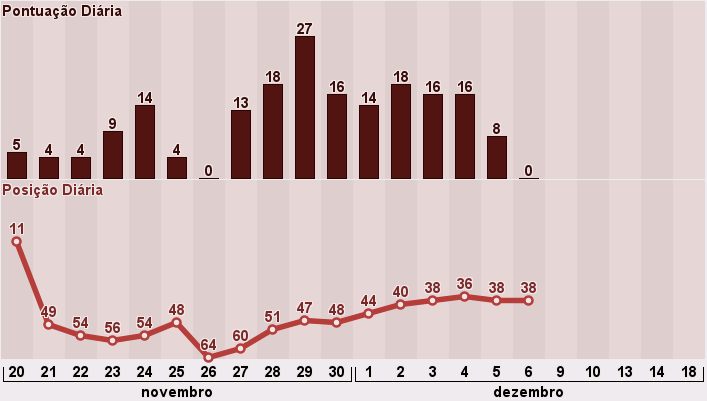 Pontuação Diária
5 4 4 9 14 4 0 13 18 27 16 14 18 16 16 8 0
Posição Diária
11 49 54 56 54 48 64 60 51 47 48 44 40 38 36 38 38
20 21 22 23 24 25 26 27 28 29 30 1 2 3 4 5 6 9 10 13 14 18
novembro dezembro